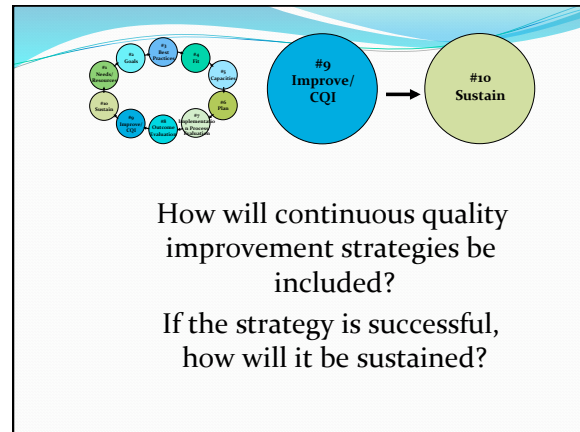 #1
Needs/
Resources
#2
Goals
#3
Best
Practices
#4
Fit
#5
Capacities
#6
Plan
#7
Implementatio
n Process
Evaluation
#8
Outcome
Evaluation
#9
Improve/
CQI
#10
Sustain
#9
Improve/
CQI
#10
Sustain
How will continuous quality
improvement strategies be
included?
If the strategy is successful,
how will it be sustained?